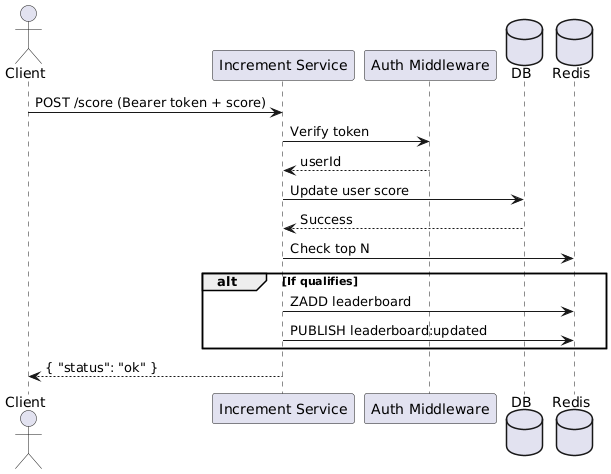 Client
Increment Service
Auth Middleware
DB
Redis
POST /score (Bearer token + score)
Verify token
userId
Update user score
Success
Check top N
alt
[If qualifies]
ZADD leaderboard
PUBLISH leaderboard:updated
{ "status": "ok" }
Client
Increment Service
Auth Middleware
DB
Redis